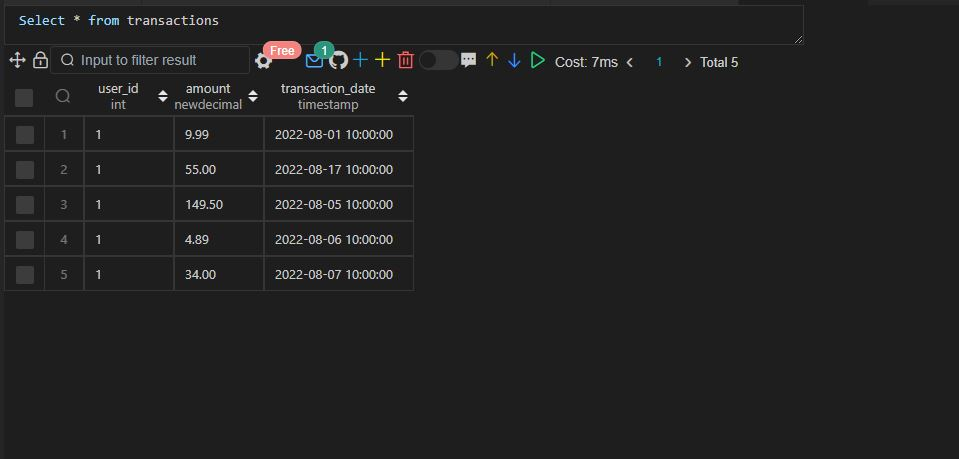 Select * from transactions
Input to filter result Free 1 Cost: 7ms 1 Total 5
user_id amount transaction_date
int newdecimal timestamp
1 1 9.99 2022-08-01 10:00:00
2 1 55.00 2022-08-17 10:00:00
3 1 149.50 2022-08-05 10:00:00
4 1 4.89 2022-08-06 10:00:00
5 1 34.00 2022-08-07 10:00:00